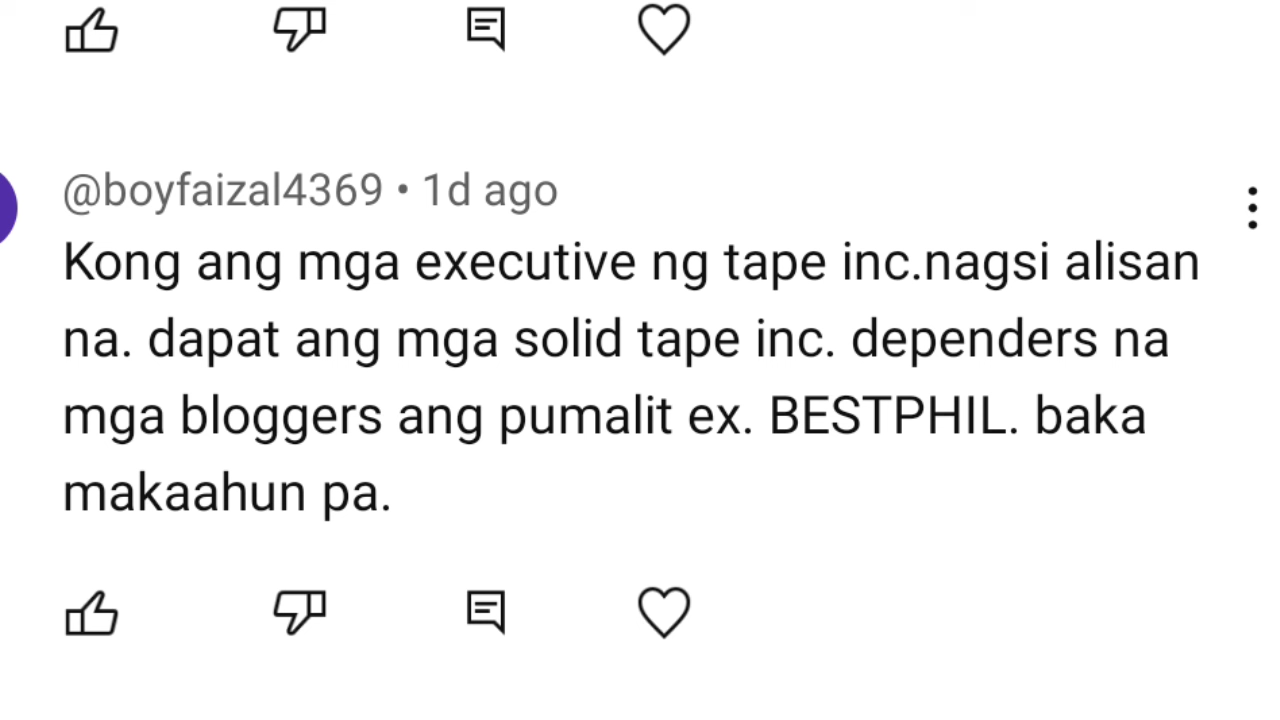 @boyfaizal4369 • 1d ago
Kong ang mga executive ng tape inc.nagsi alisan
na. dapat ang mga solid tape inc. dependers na
mga bloggers ang pumalit ex. BESTPHIL. baka
makaahun pa.